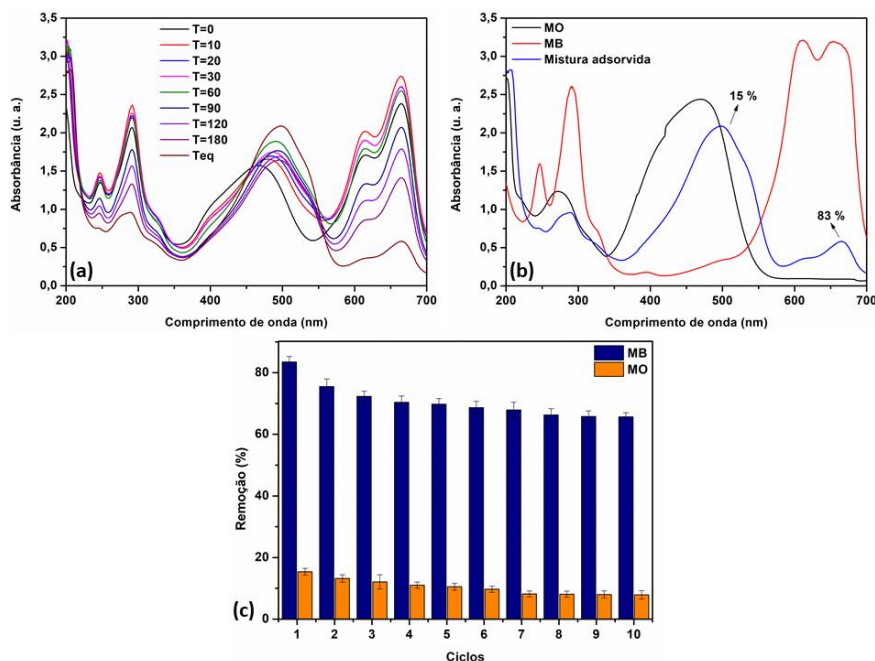 3,5
3,0
2,5
2,0
1,5
1,0
0,5
0,0
Absorbância (u. a.)
T=0
T=10
T=20
T=30
T=60
T=90
T=120
T=180
Teq
(a)
200 300 400 500 600 700
Comprimento de onda (nm)
3,5
3,0
2,5
2,0
1,5
1,0
0,5
0,0
Absorbância (u. a.)
MO
MB
Mistura adsorvida
15 %
83 %
(b)
200 300 400 500 600 700
Comprimento de onda (nm)
80
60
40
20
0
Remoção (%)
MB
MO
(c)
1 2 3 4 5 6 7 8 9 10
Ciclos